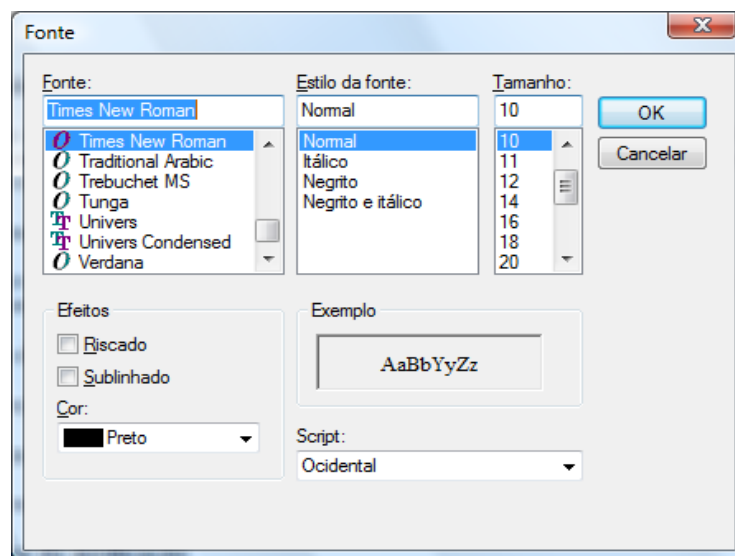 Fonte
Fonte:
Times New Roman
Times New Roman
Traditional Arabic
Trebuchet MS
Tunga
Univers
Univers Condensed
Verdana
Estilo da fonte:
Normal
Normal
Itálico
Negrito
Negrito e itálico
Tamanho:
10
10
11
12
14
16
18
20
OK
Cancelar
Efeitos
Riscado
Sublinhado
Cor:
Preto
Exemplo
AaBbYyZz
Script:
Ocidental